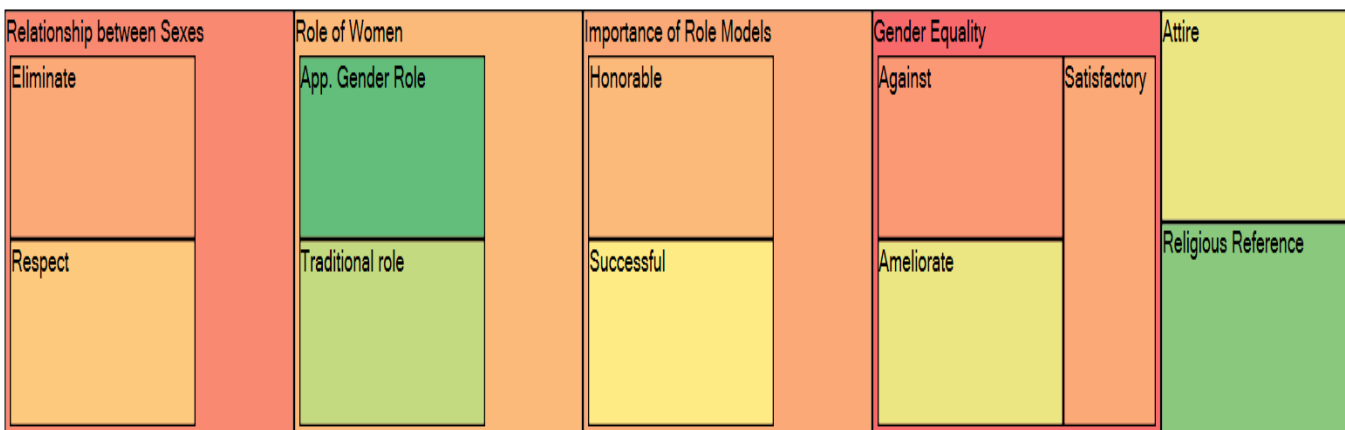 Relationship between Sexes
Eliminate
Respect
Role of Women
App. Gender Role
Traditional role
Importance of Role Models
Honorable
Successful
Gender Equality
Against
Satisfactory
Ameliorate
Attire
Religious Reference